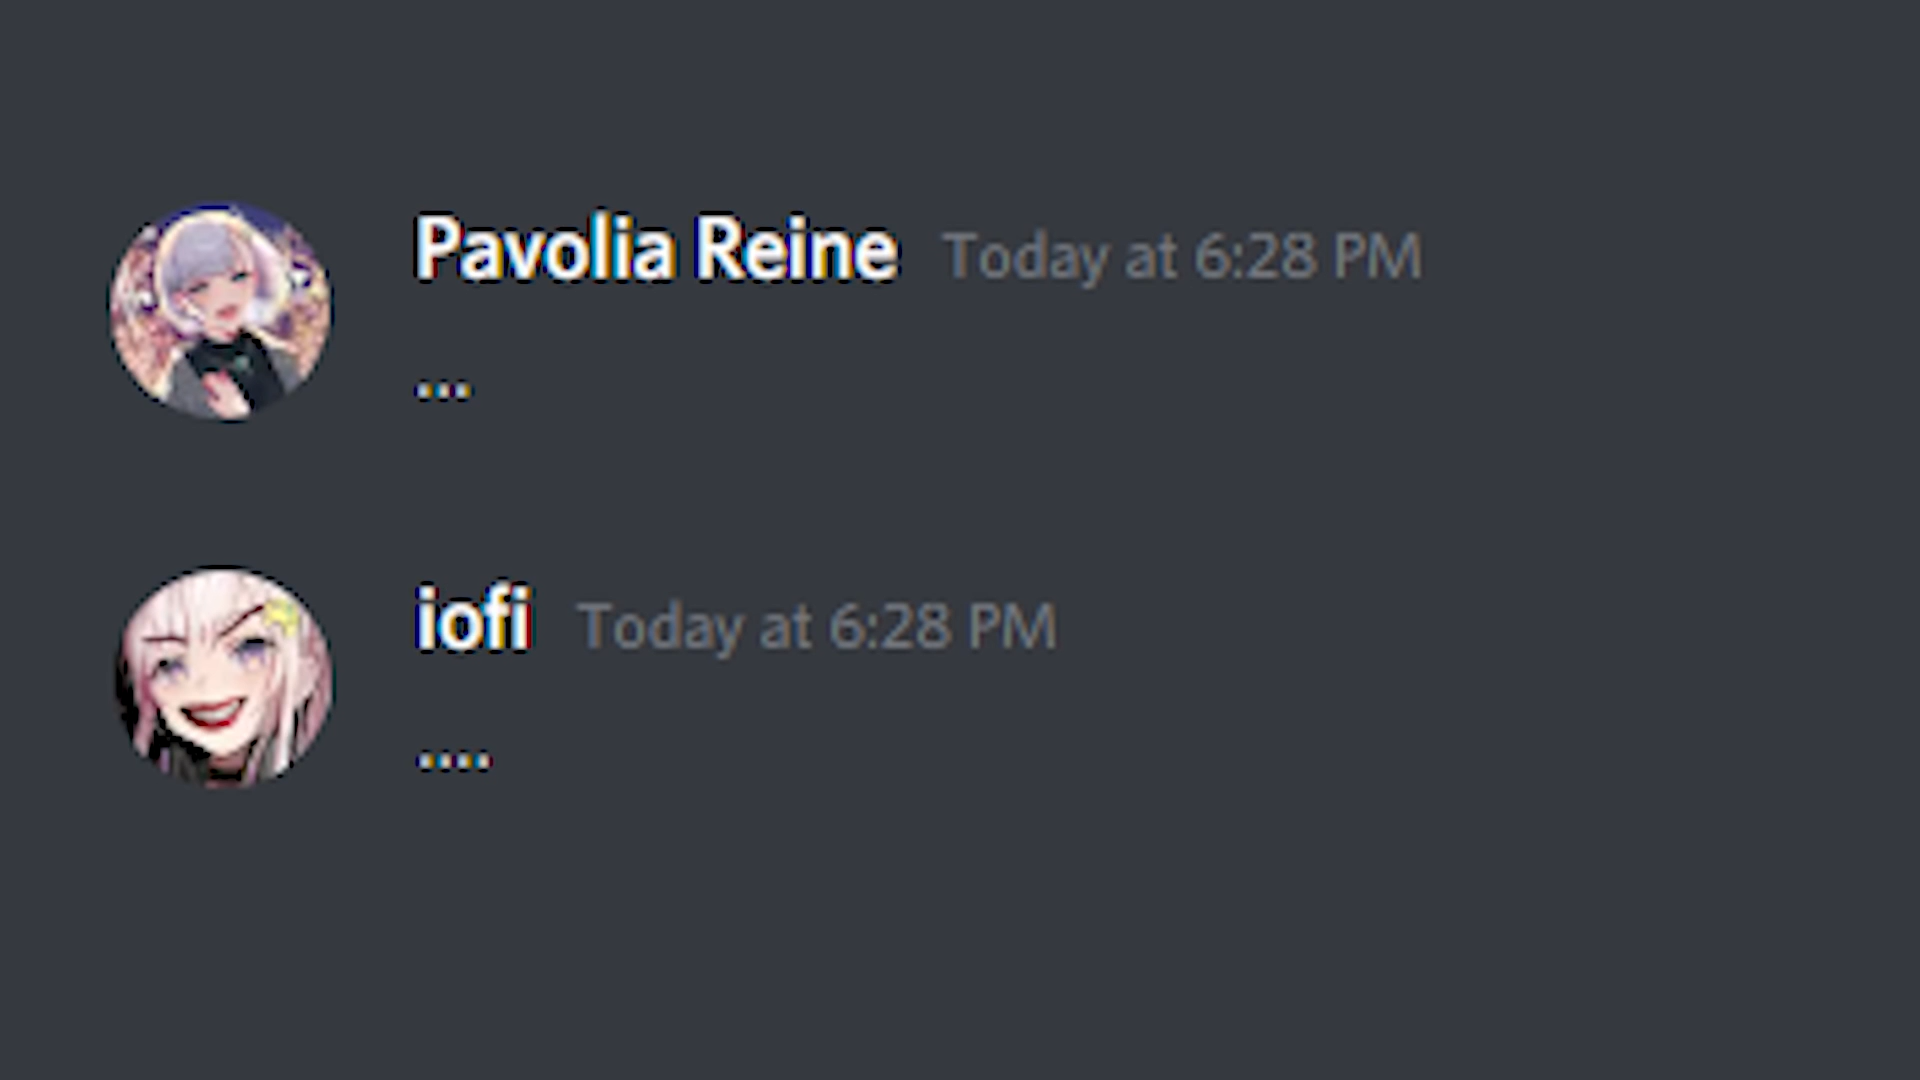 Pavolia Reine Today at 6:28 PM
...
iofi Today at 6:28 PM
....